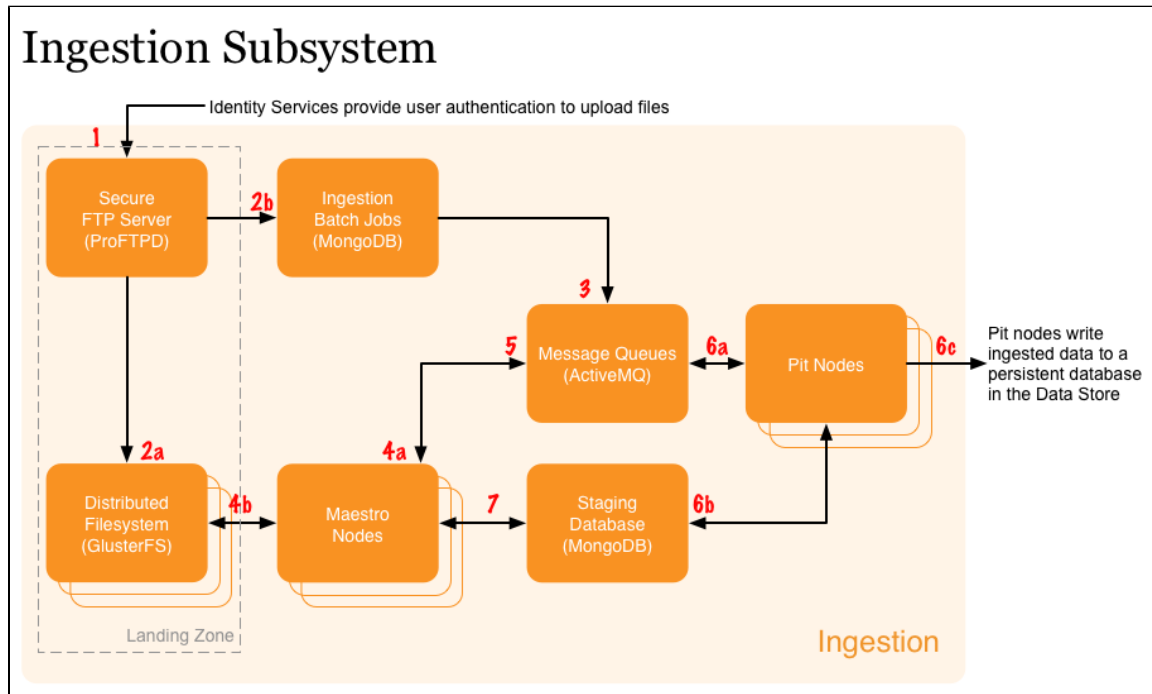 Ingestion Subsystem
Identity Services provide user authentication to upload files
1
Secure
FTP Server
(ProFTPD)
2b
Ingestion
Batch Jobs
(MongoDB)
3
5
Message Queues
(ActiveMQ)
6a
Pit Nodes
6c
Pit nodes write
ingested data to a
persistent database
in the Data Store
2a
Distributed
Filesystem
(GlusterFS)
4b
4a
Maestro
Nodes
7
Staging
Database
(MongoDB)
6b
Landing Zone
Ingestion